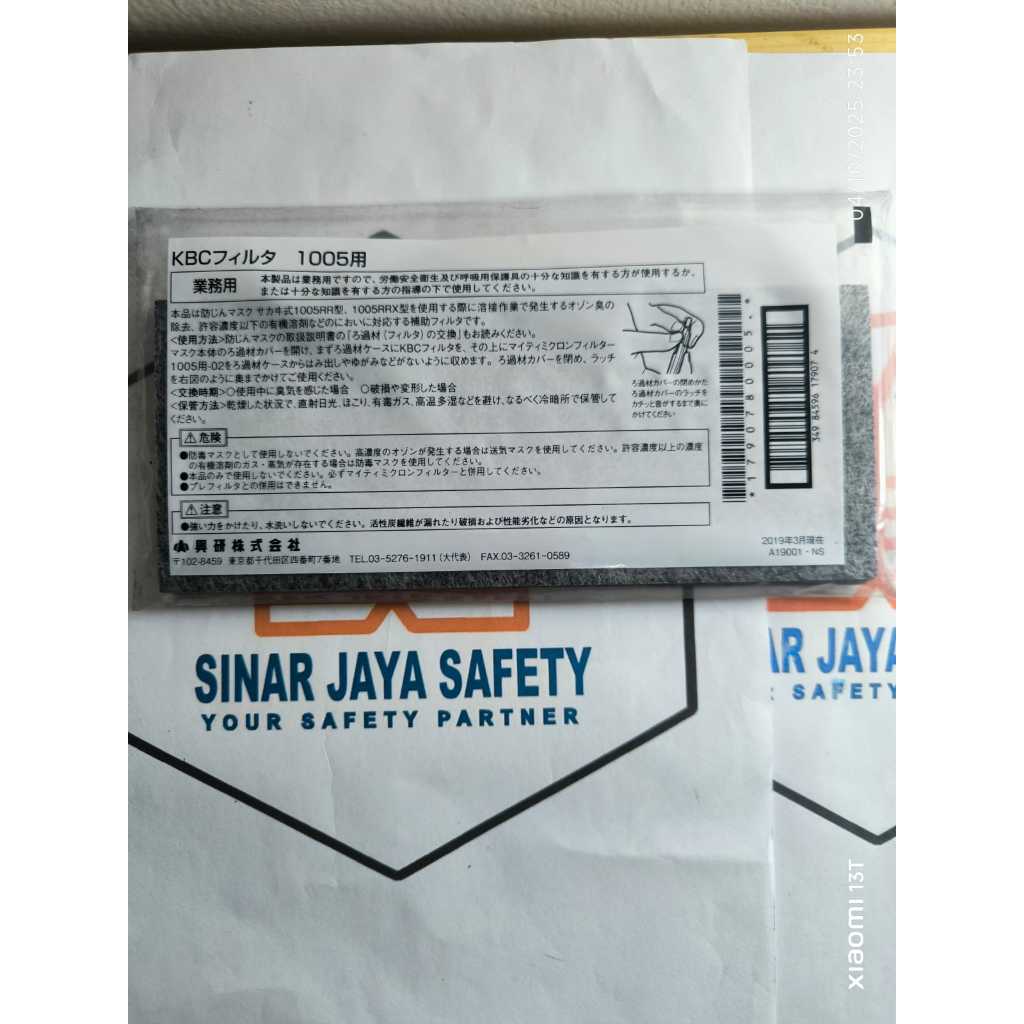 KBCフィルタ 1005用
業務用
本製品は業務用ですので、労働安全衛生及び呼吸用保護具の十分な知識を有する方が使用するか、
または十分な知識を有する方の指導の下で使用してください。
本品は防じんマスク サカヰ式1005RR型、1005RRX型を使用する際に溶接作業で発生するオゾン臭の
除去、許容濃度以下の有機溶剤などのにおいに対応する補助フィルタです。
<使用方法>防じんマスクの取扱説明書の「ろ過材(フィルタ)の交換」もお読みください。
マスク本体のろ過材カバーを開け、まずろ過材ケースにKBCフィルタを、その上にマイティミクロンフィルター
1005用-02をろ過材ケースからはみ出しやゆがみなどがないように収めます。ろ過材カバーを閉め、ラッチ
を右図のように奥までかけてご使用ください。
<交換時期>○使用中に臭気を感じた場合 ○破損や変形した場合
<保管方法>乾燥した状況で、直射日光、ほこり、有毒ガス、高温多湿などを避け、なるべく冷暗所で保管して
ください。
ろ過材カバーの閉めかた
ろ過材カバーのラッチを
カチッと音がするまで奥に
かけてください
⚠危険
●防毒マスクとして使用しないでください。高濃度のオゾンが発生する場合は送気マスクを使用してください。許容濃度以上の濃度
の有機溶剤のガス・蒸気が存在する場合は防毒マスクを使用してください。
●本品のみで使用しないでください。必ずマイティミクロンフィルターと併用してください。
●プレフィルタとの併用はできません。
⚠注意
●強い力をかけたり、水洗いしないでください。活性炭繊維が漏れたり破損および性能劣化などの原因となります。
興研株式会社
〒102-8459 東京都千代田区四番町7番地 TEL.03-5276-1911(大代表) FAX.03-3261-0589
2019年3月現在
A19001-NS
*1790780005*
349 84596 17907 4
SINAR JAYA SAFETY
YOUR SAFETY PARTNER
AR JAYA
SAFETY
04/10/2025 23:53
XIAOMI 13T